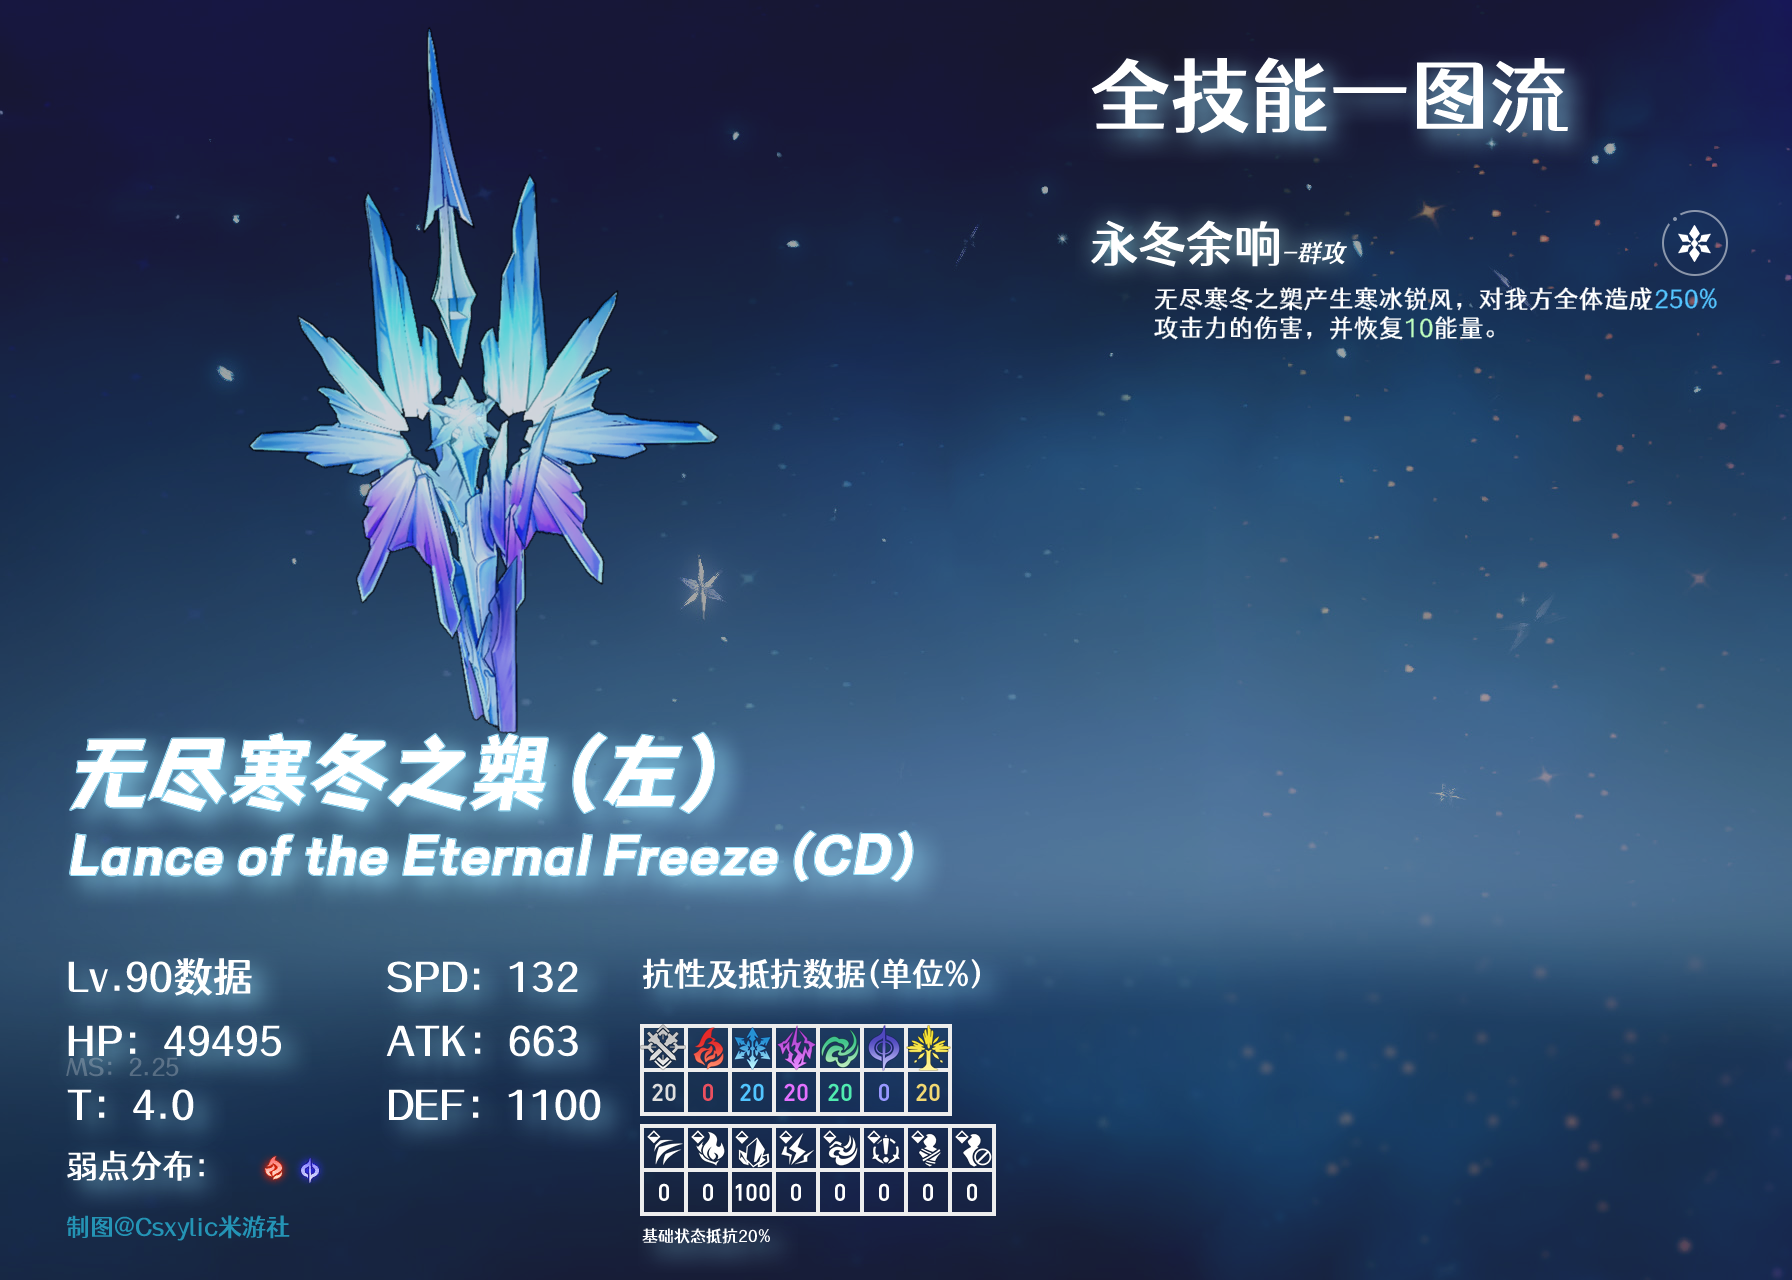 全技能一图流
永冬余响-群攻
无尽寒冬之槊产生寒冰锐风，对我方全体造成250%
攻击力的伤害，并恢复10能量。
无尽寒冬之槊（左）
Lance of the Eternal Freeze (CD)
Lv.90数据
SPD：132
HP：49495
ATK：663
MS：2.25
T：4.0
DEF：1100
弱点分布：
制图@Csxylic米游社
抗性及抵抗数据(单位%)
20 0 20 20 20 0 20
0 0 100 0 0 0 0 0
基础状态抵抗20%